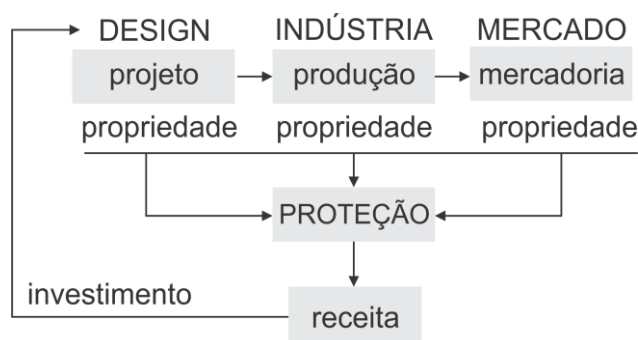 DESIGN INDÚSTRIA MERCADO
projeto produção mercadoria
propriedade propriedade propriedade
PROTEÇÃO
investimento
receita